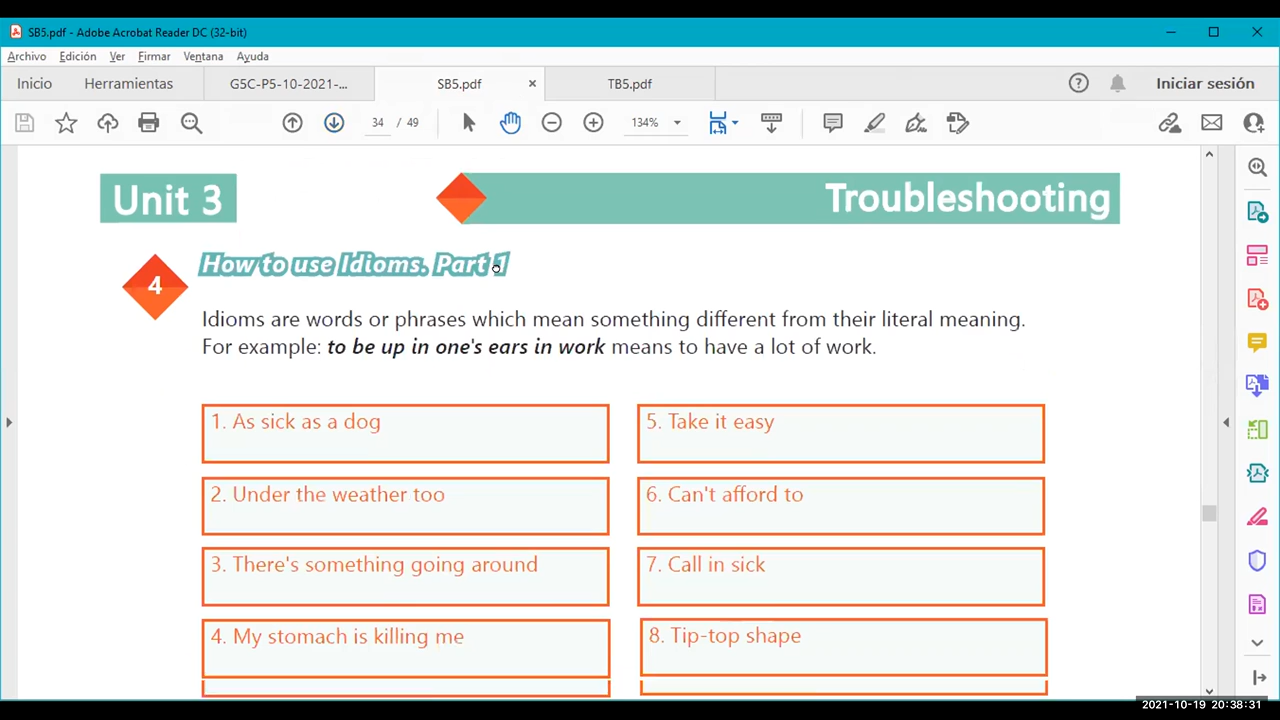 SB5.pdf - Adobe Acrobat Reader DC (32-bit)
Archivo Edición Ver Firmar Ventana Ayuda
Inicio Herramientas G5C-P5-10-2021-... SB5.pdf × TB5.pdf Iniciar sesión
34 / 49 134%
Unit 3 Troubleshooting
4 How to use Idioms. Part 1
Idioms are words or phrases which mean something different from their literal meaning.
For example: to be up in one's ears in work means to have a lot of work.
1. As sick as a dog
2. Under the weather too
3. There's something going around
4. My stomach is killing me
5. Take it easy
6. Can't afford to
7. Call in sick
8. Tip-top shape
2021-10-19 20:38:31